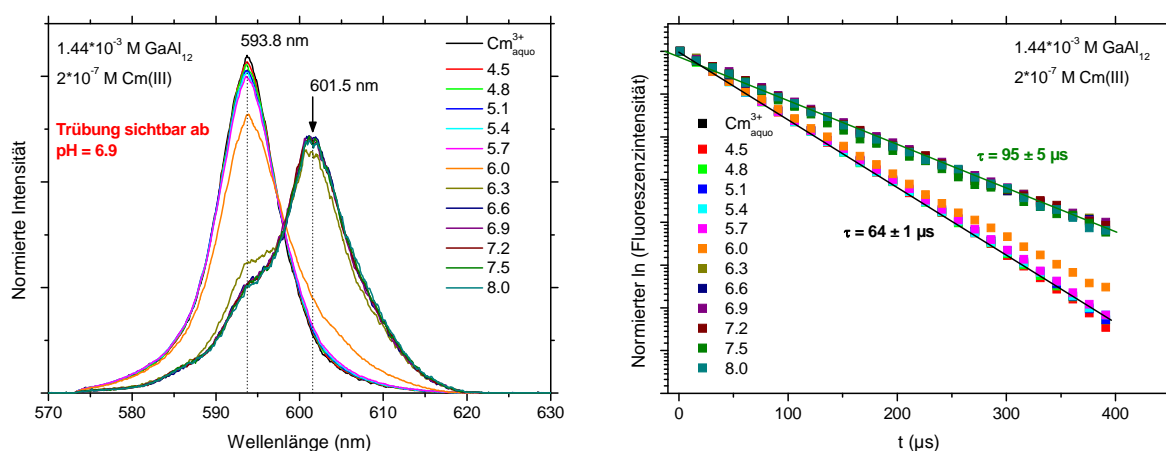 1.44*10⁻³ M GaAl₁₂
2*10⁻⁷ M Cm(III)
Trübung sichtbar ab
pH = 6.9
593.8 nm
601.5 nm
Cm³⁺aquo
4.5
4.8
5.1
5.4
5.7
6.0
6.3
6.6
6.9
7.2
7.5
8.0
Normierte Intensität
570 580 590 600 610 620 630
Wellenlänge (nm)
1.44*10⁻³ M GaAl₁₂
2*10⁻⁷ M Cm(III)
Cm³⁺aquo
4.5
4.8
5.1
5.4
5.7
6.0
6.3
6.6
6.9
7.2
7.5
8.0
τ = 95 ± 5 µs
τ = 64 ± 1 µs
Normierter ln (Fluoreszenzintensität)
0 100 200 300 400
t (µs)